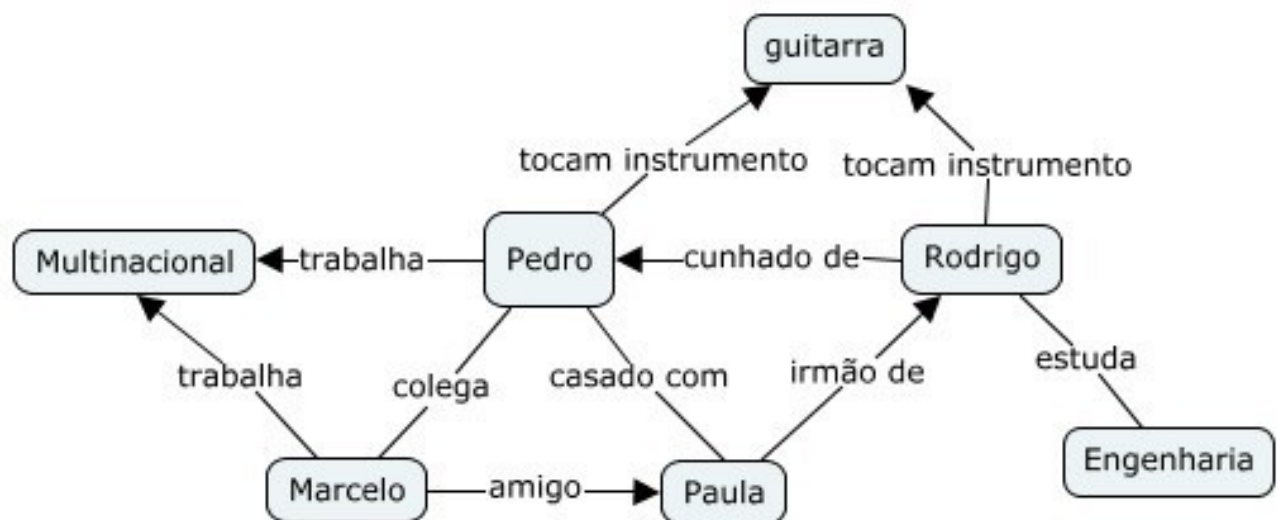 guitarra
tocam instrumento
tocam instrumento
Multinacional
trabalha
Pedro
cunhado de
Rodrigo
trabalha
colega
casado com
irmão de
estuda
Marcelo
amigo
Paula
Engenharia